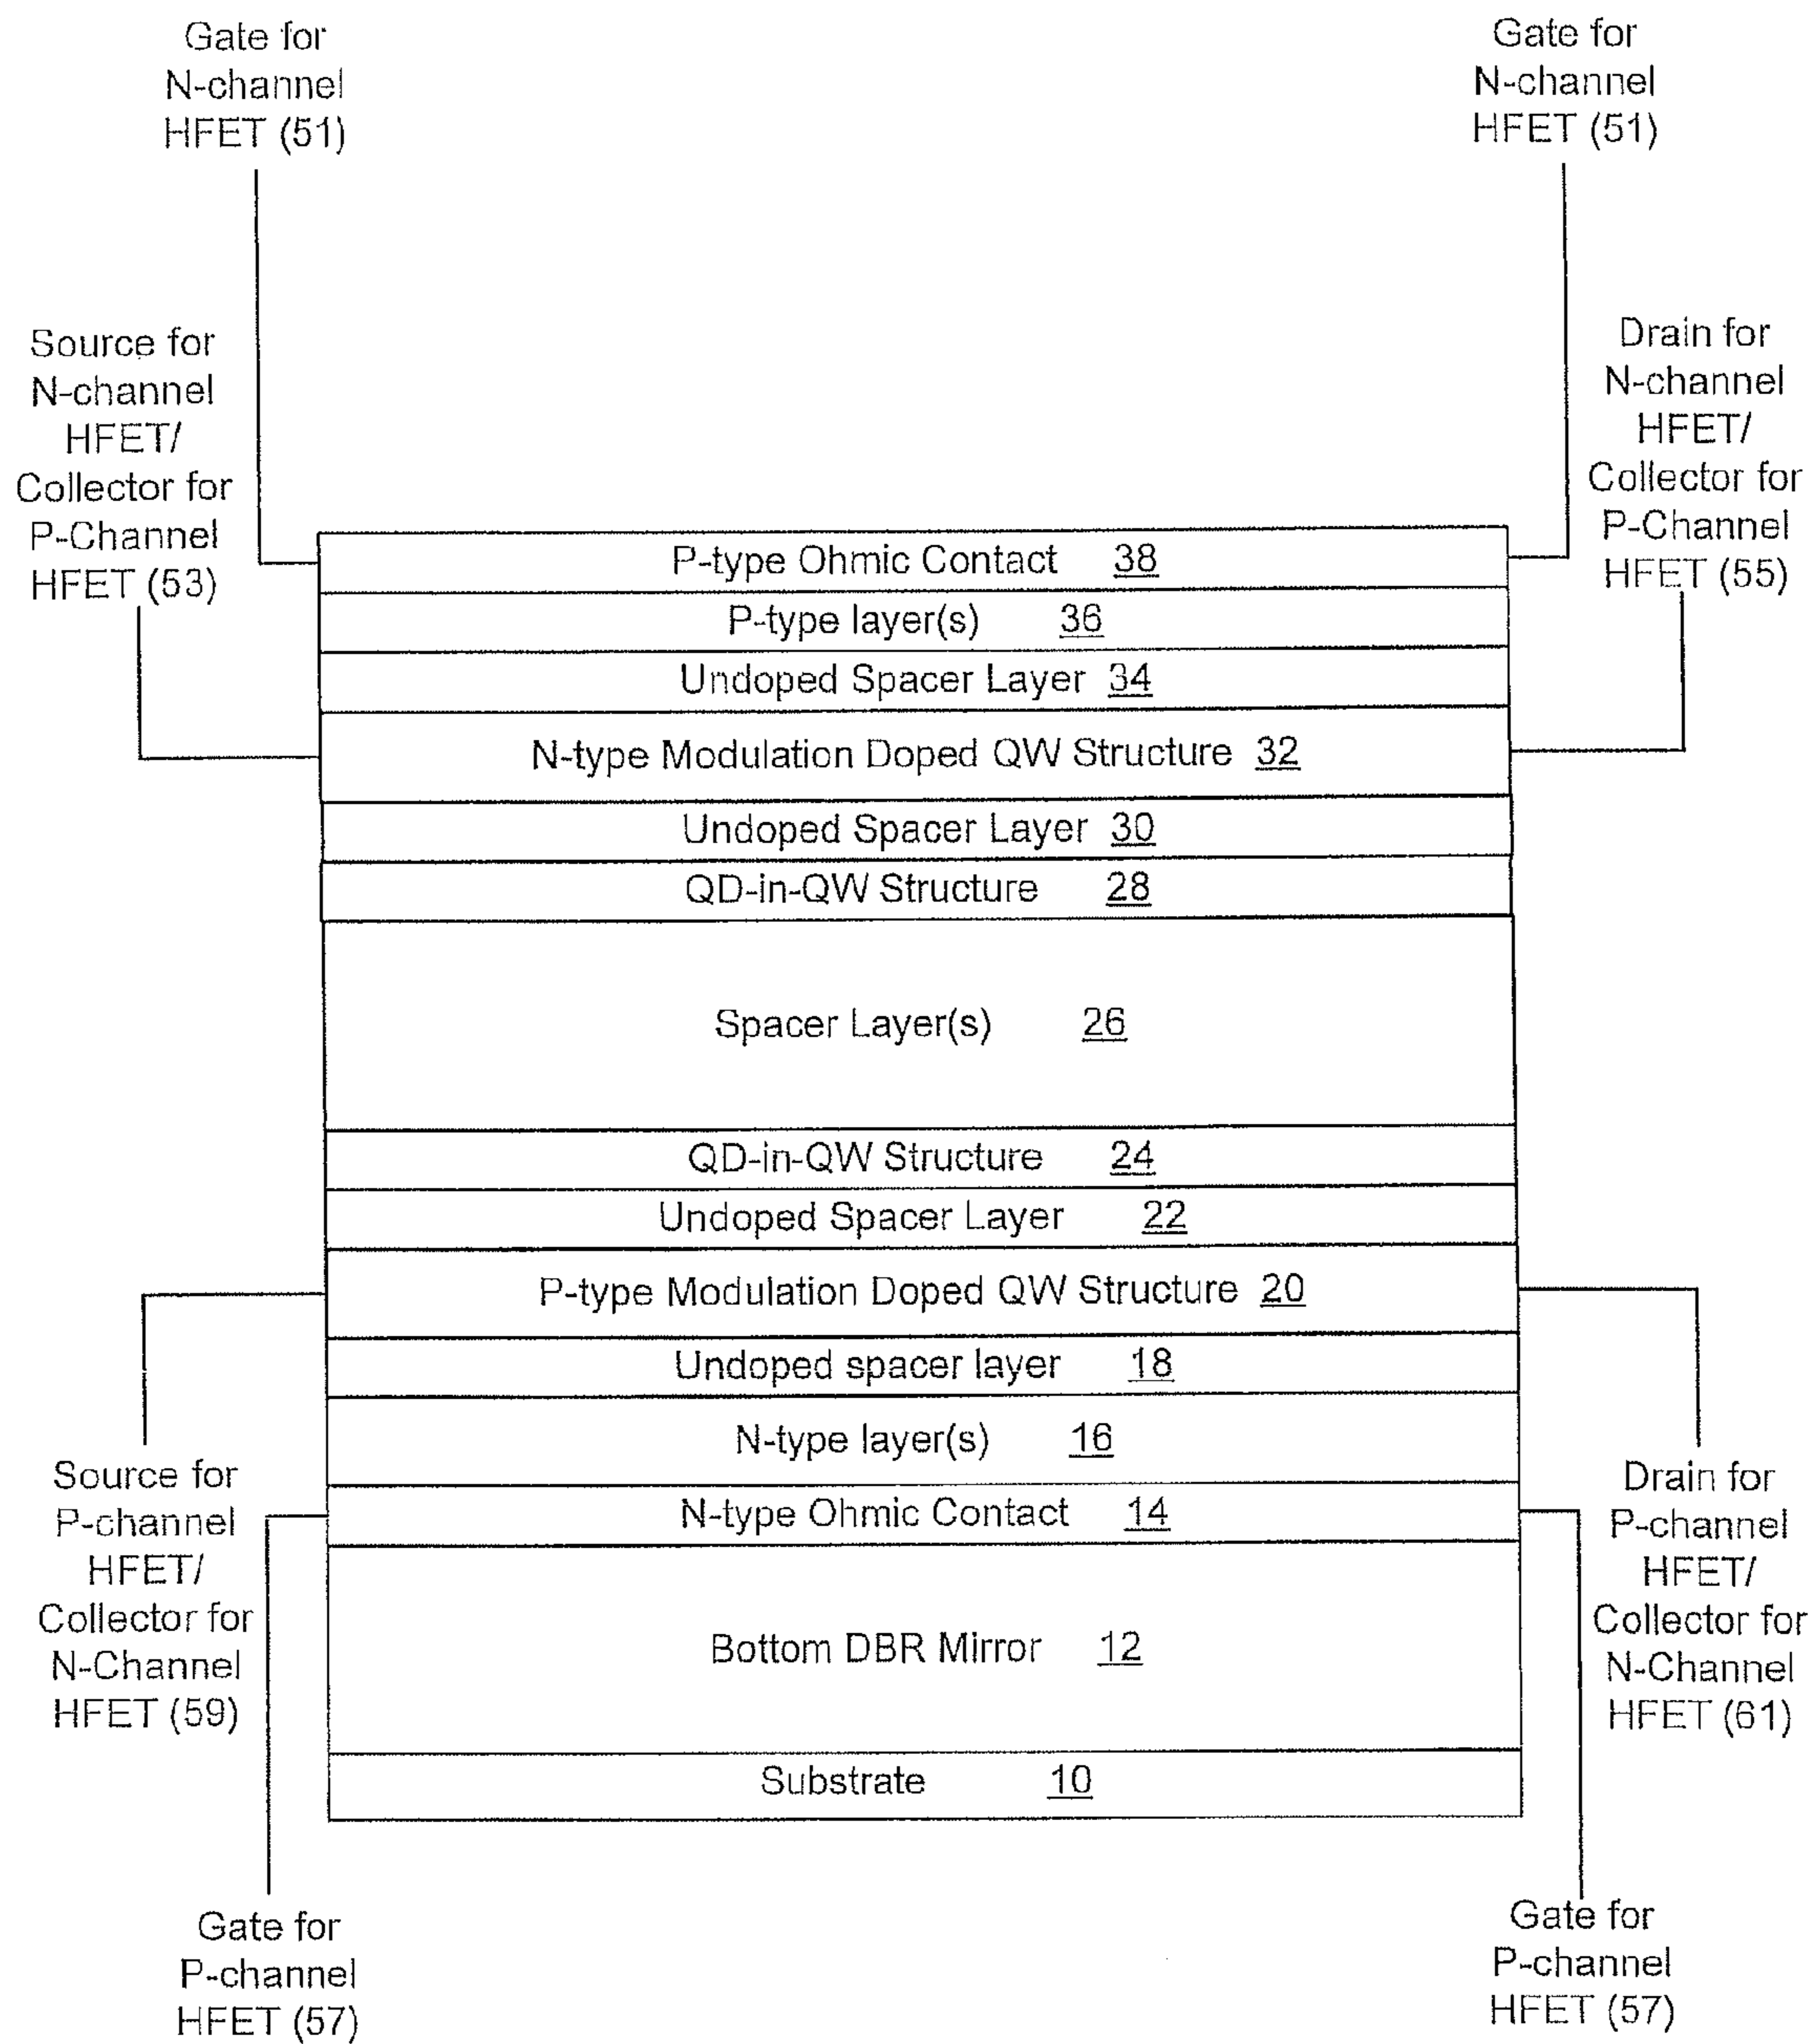 Gate for
N-channel
HFET (51)
Gate for
N-channel
HFET (51)
Source for
N-channel
HFET/
Collector for
P-Channel
HFET (53)
Drain for
N-channel
HFET/
Collector for
P-Channel
HFET (55)
P-type Ohmic Contact 38
P-type layer(s) 36
Undoped Spacer Layer 34
N-type Modulation Doped QW Structure 32
Undoped Spacer Layer 30
QD-in-QW Structure 28
Spacer Layer(s) 26
QD-in-QW Structure 24
Undoped Spacer Layer 22
P-type Modulation Doped QW Structure 20
Undoped spacer layer 18
N-type layer(s) 16
N-type Ohmic Contact 14
Bottom DBR Mirror 12
Substrate 10
Source for
P-channel
HFET/
Collector for
N-Channel
HFET (59)
Drain for
P-channel
HFET/
Collector for
N-Channel
HFET (61)
Gate for
P-channel
HFET (57)
Gate for
P-channel
HFET (57)